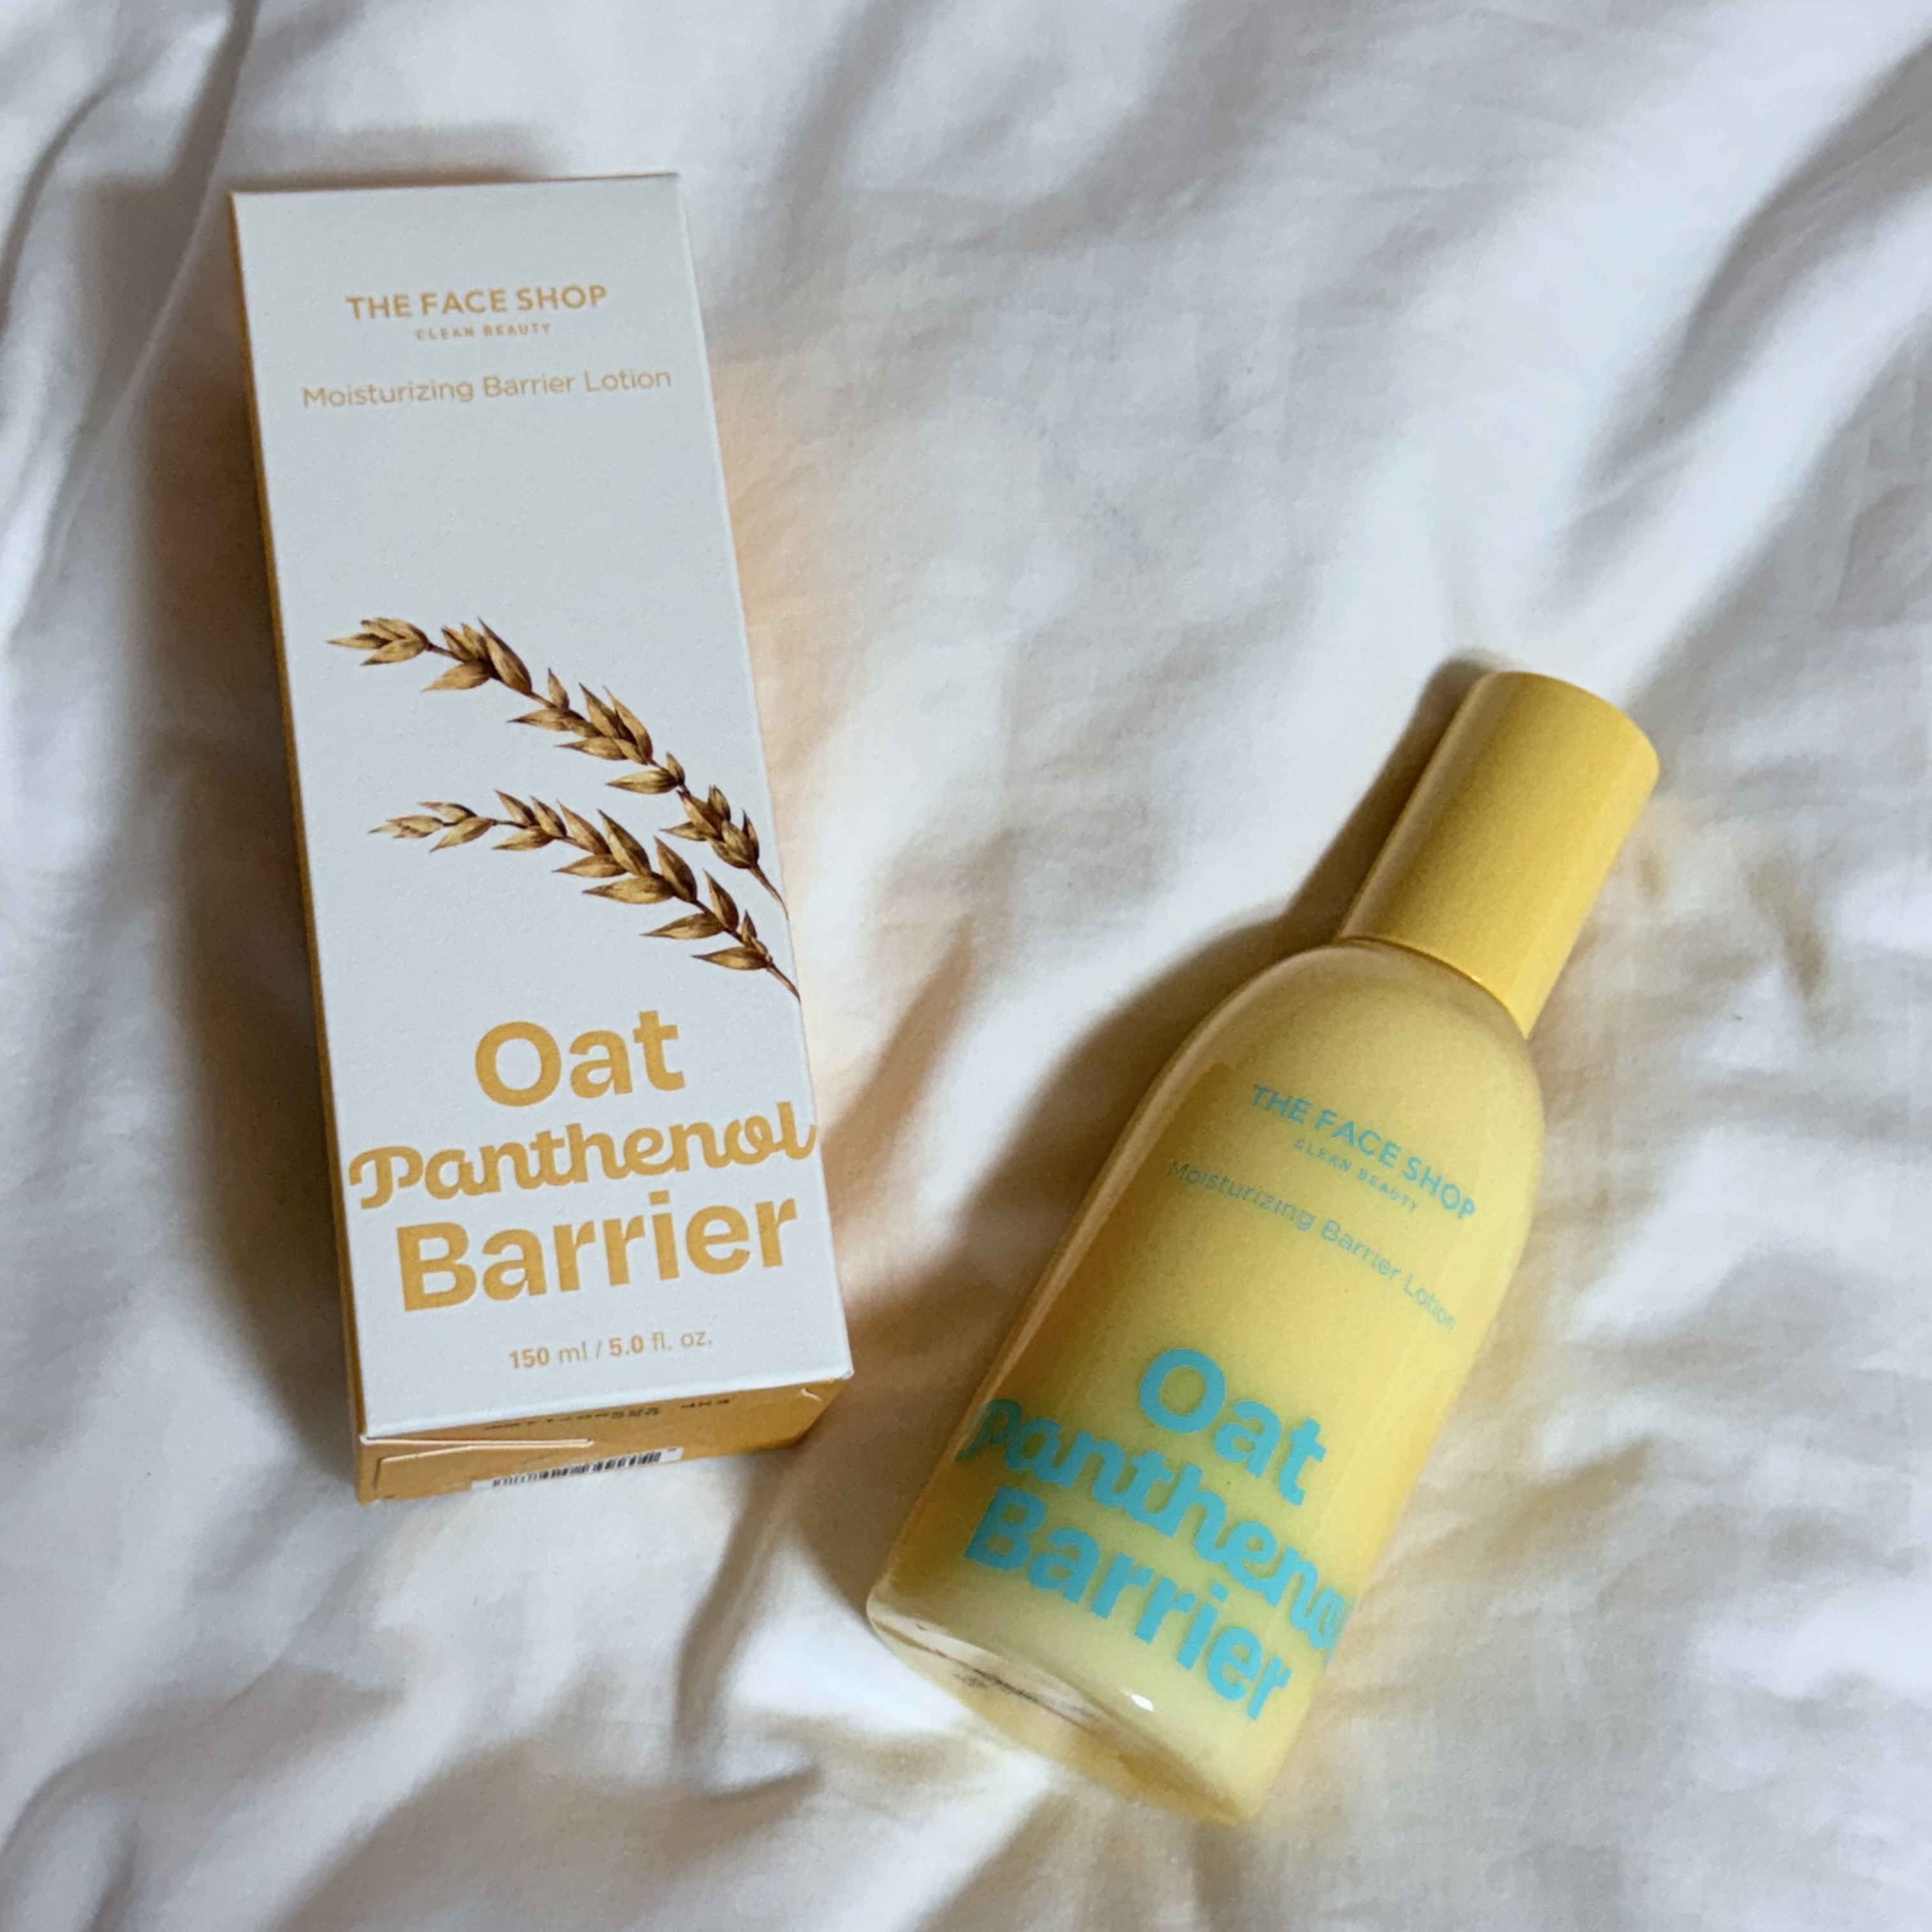 THE FACE SHOP
CLEAN BEAUTY
Moisturizing Barrier Lotion
Oat
Panthenol
Barrier
150 ml / 5.0 fl. oz.
THE FACE SHOP
CLEAN BEAUTY
Moisturizing Barrier Lotion
Oat
Panthenol
Barrier